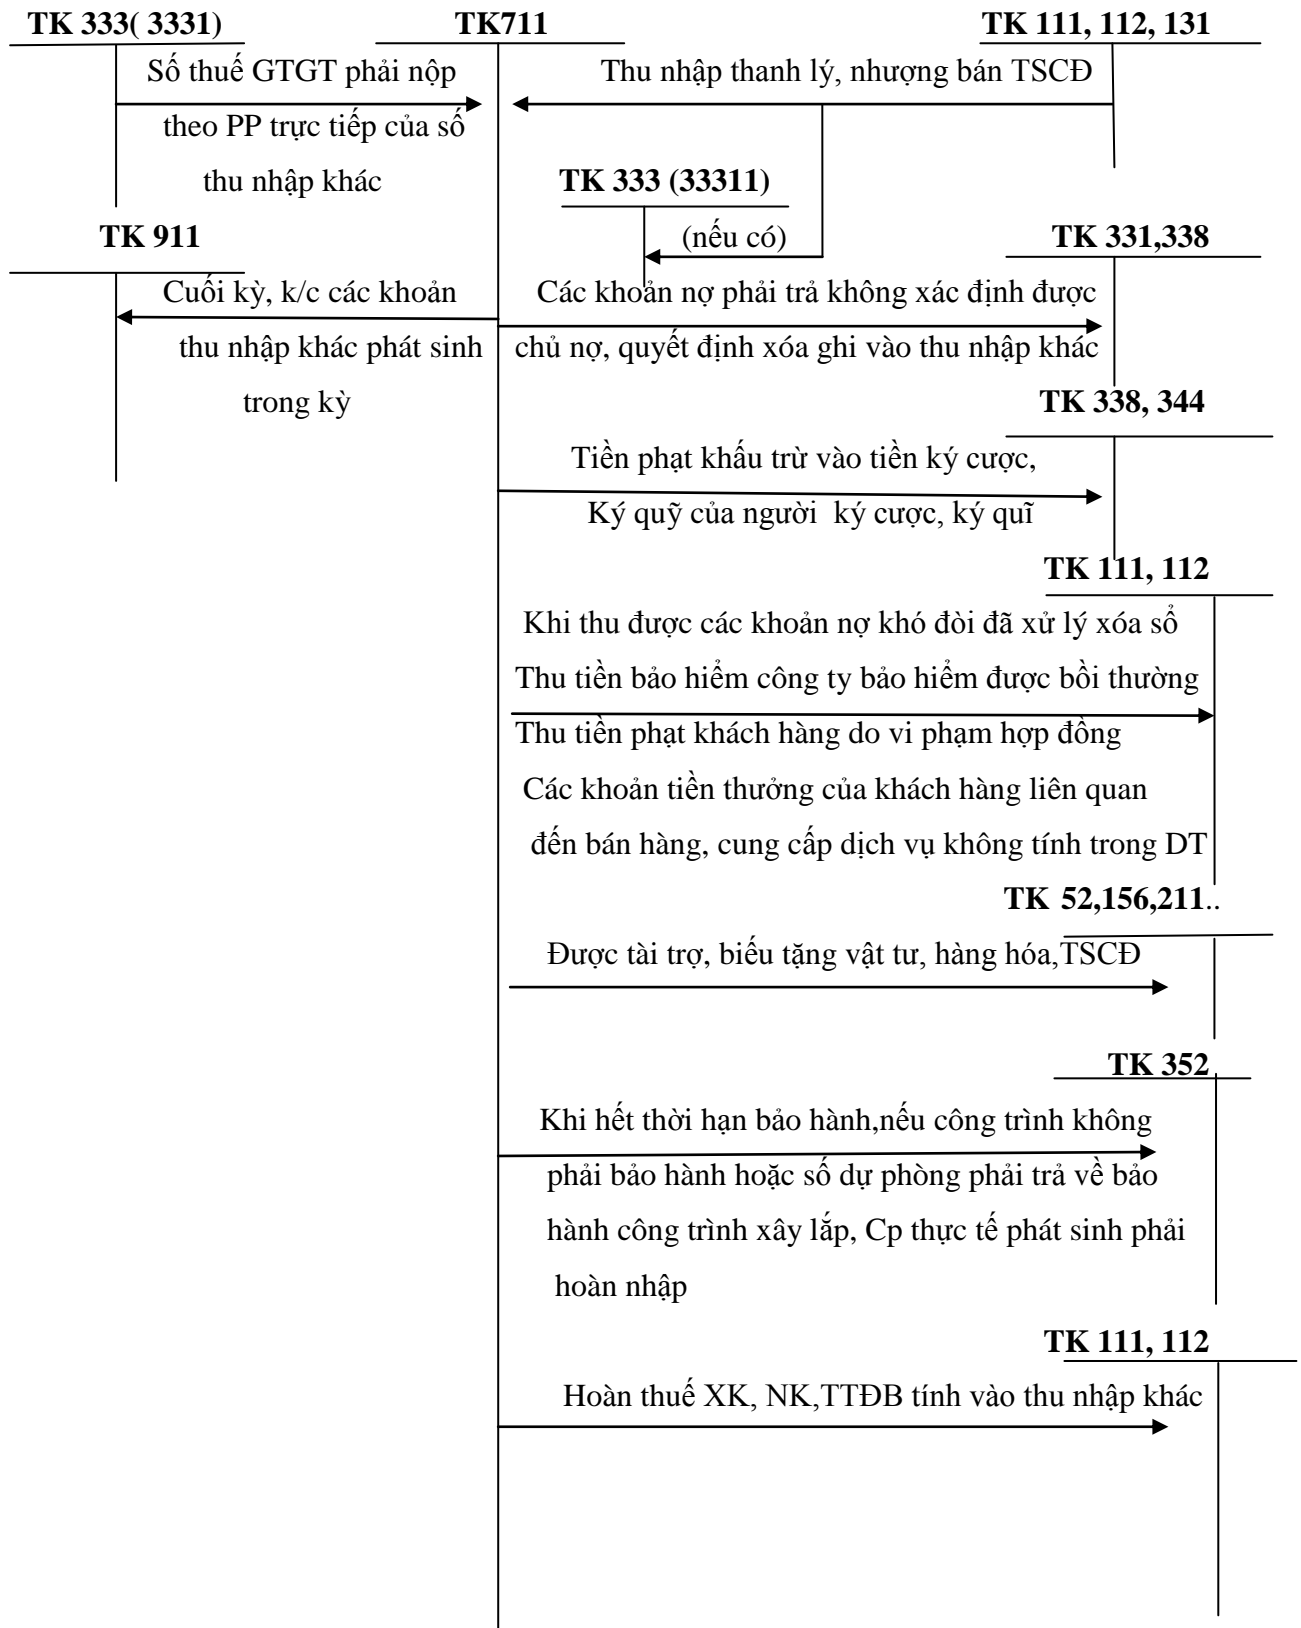 TK 333( 3331)
TK711
TK 111, 112, 131
Số thuế GTGT phải nộp
theo PP trực tiếp của số
thu nhập khác
Thu nhập thanh lý, nhượng bán TSCĐ
TK 333 (33311)
(nếu có)
TK 911
Cuối kỳ, k/c các khoản
thu nhập khác phát sinh
trong kỳ
TK 331,338
Các khoản nợ phải trả không xác định được
chủ nợ, quyết định xóa ghi vào thu nhập khác
TK 338, 344
Tiền phạt khấu trừ vào tiền ký cược,
Ký quỹ của người ký cược, ký quĩ
TK 111, 112
Khi thu được các khoản nợ khó đòi đã xử lý xóa sổ
Thu tiền bảo hiểm công ty bảo hiểm được bồi thường
Thu tiền phạt khách hàng do vi phạm hợp đồng
Các khoản tiền thưởng của khách hàng liên quan
đến bán hàng, cung cấp dịch vụ không tính trong DT
TK 52,156,211..
Được tài trợ, biếu tặng vật tư, hàng hóa,TSCĐ
TK 352
Khi hết thời hạn bảo hành,nếu công trình không
phải bảo hành hoặc số dự phòng phải trả về bảo
hành công trình xây lắp, Cp thực tế phát sinh phải
hoàn nhập
TK 111, 112
Hoàn thuế XK, NK,TTĐB tính vào thu nhập khác